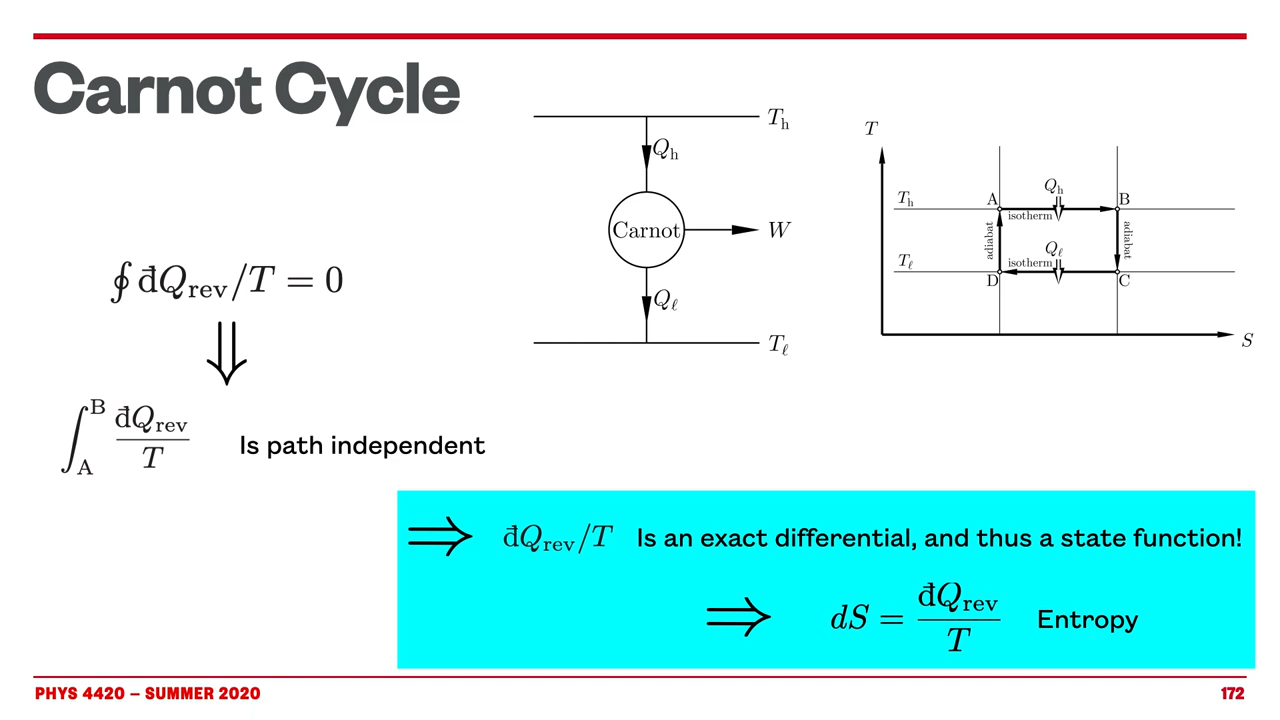 Carnot Cycle
T_h
Q_h
Carnot
W
Q_ℓ
T_ℓ
T
T_h
A
Q_h
B
isotherm
adiabat
adiabat
T_ℓ
Q_ℓ
isotherm
D
C
S
∮ đQ_rev/T = 0
⇓
∫_A^B đQ_rev/T Is path independent
⇒ đQ_rev/T Is an exact differential, and thus a state function!
⇒ dS = đQ_rev/T Entropy
PHYS 4420 – SUMMER 2020
172